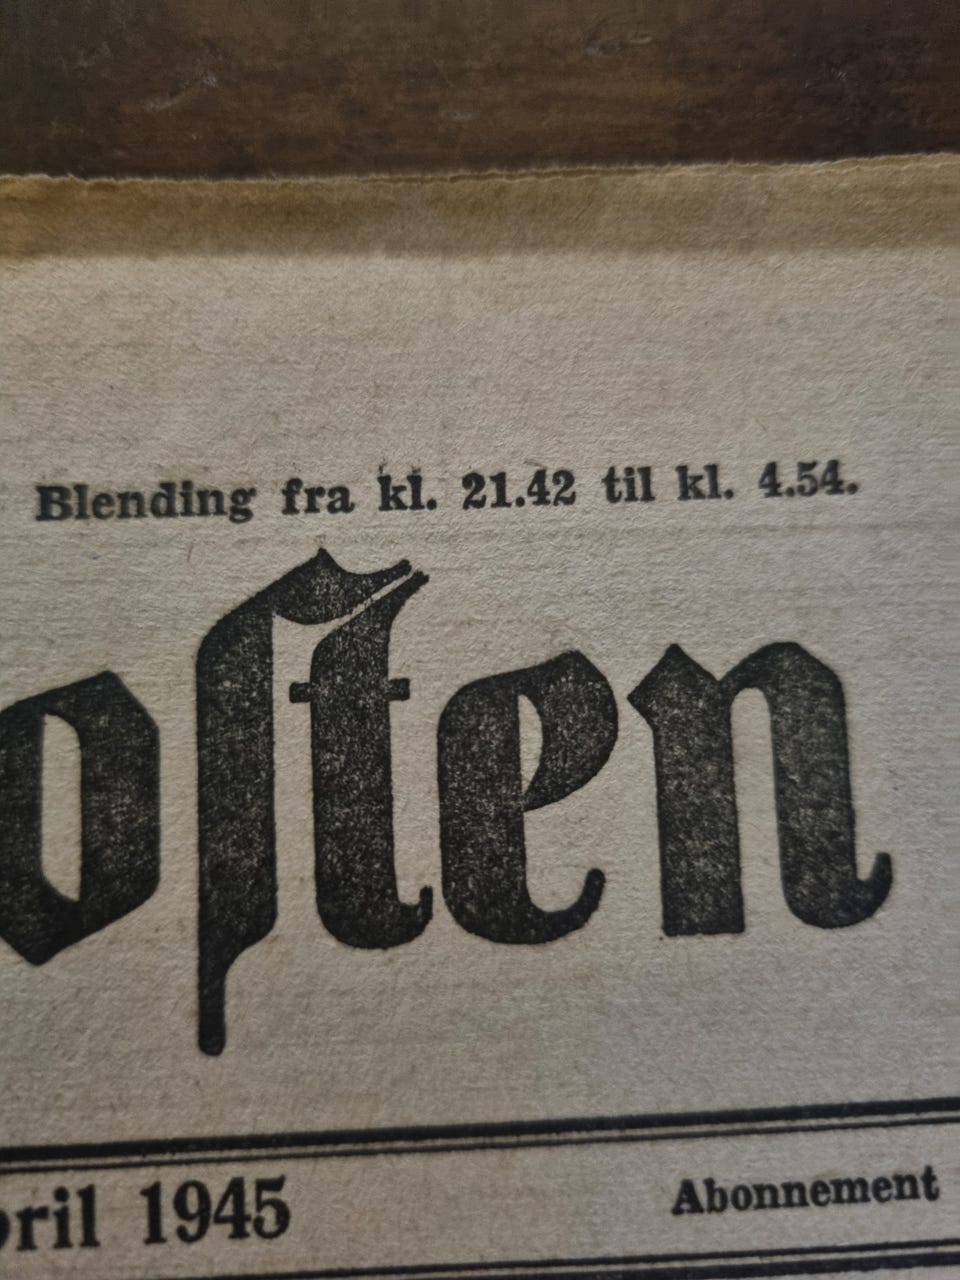 Blending fra kl. 21.42 til kl. 4.54.
osten
pril 1945 Abonnement